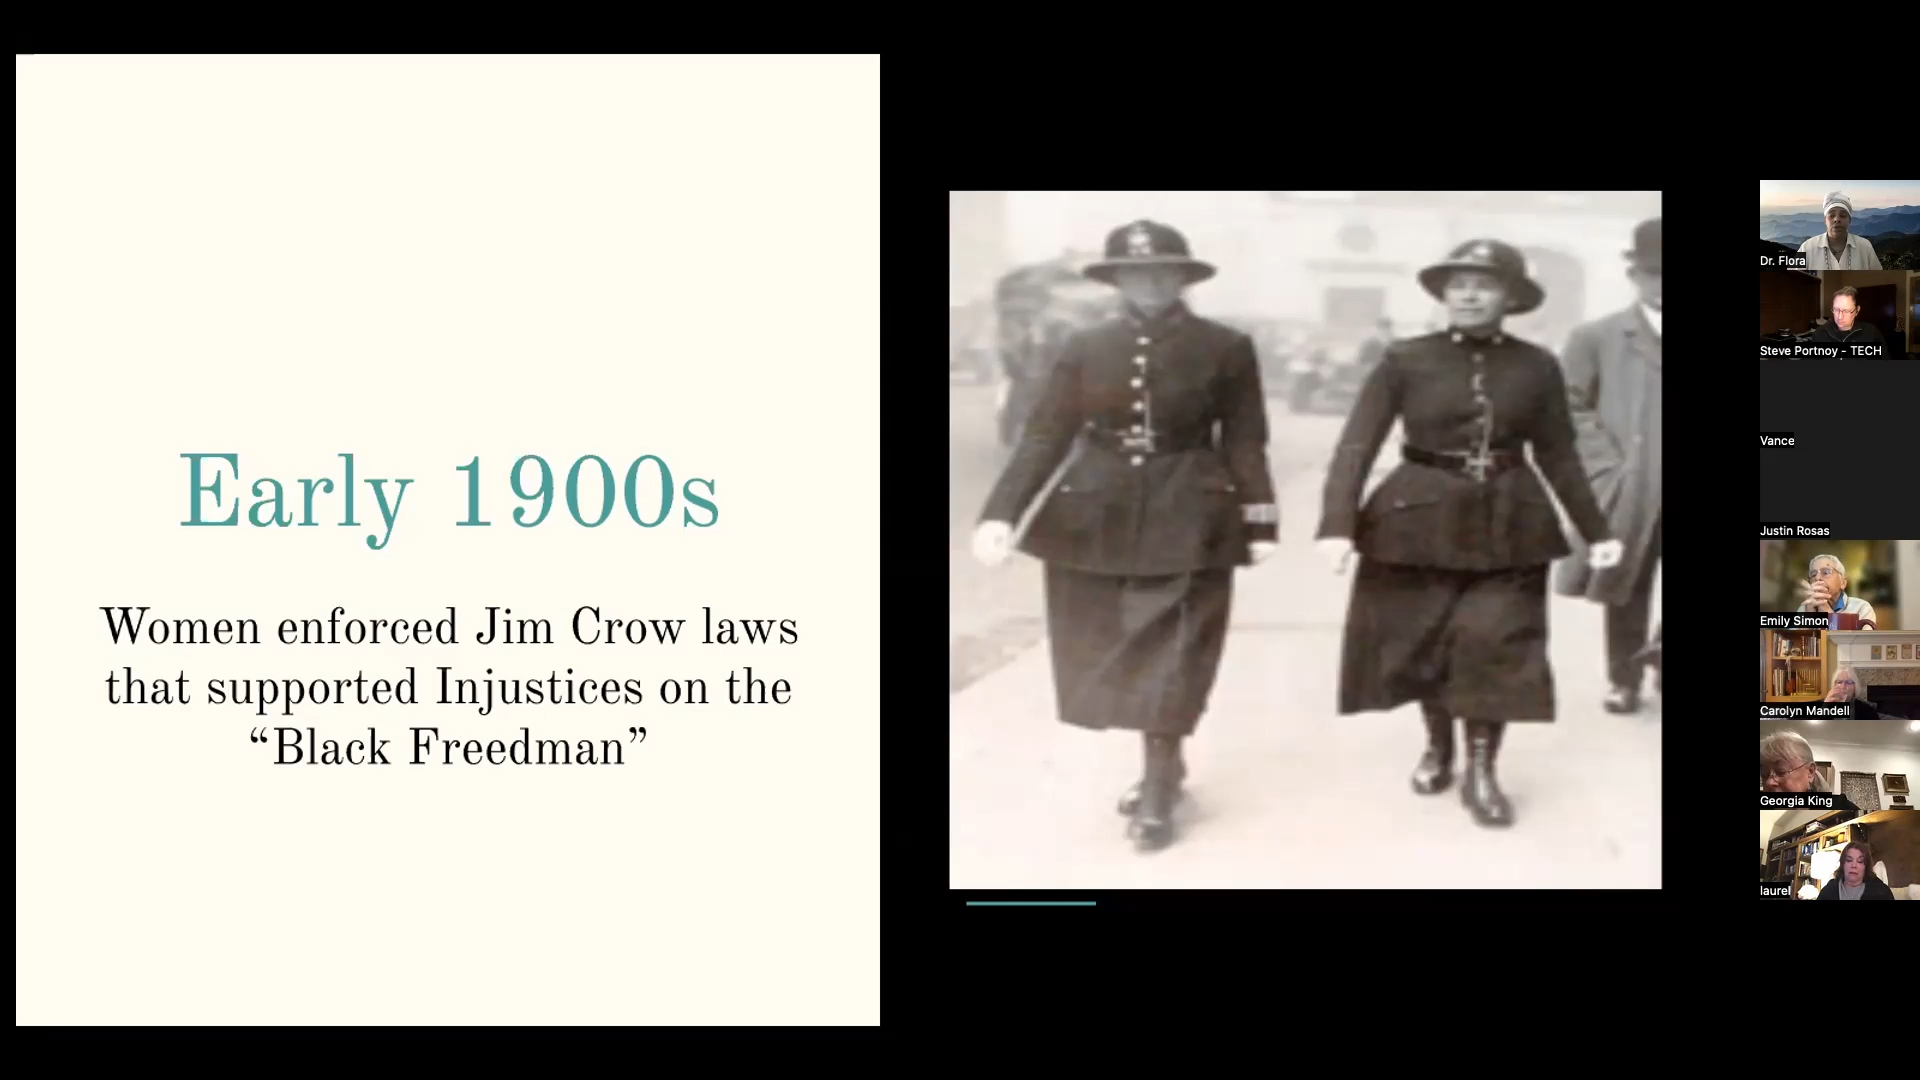 Early 1900s
Women enforced Jim Crow laws
that supported Injustices on the
“Black Freedman”
Dr. Flora
Steve Portnoy - TECH
Vance
Justin Rosas
Emily Simon
Carolyn Mandell
Georgia King
laurel